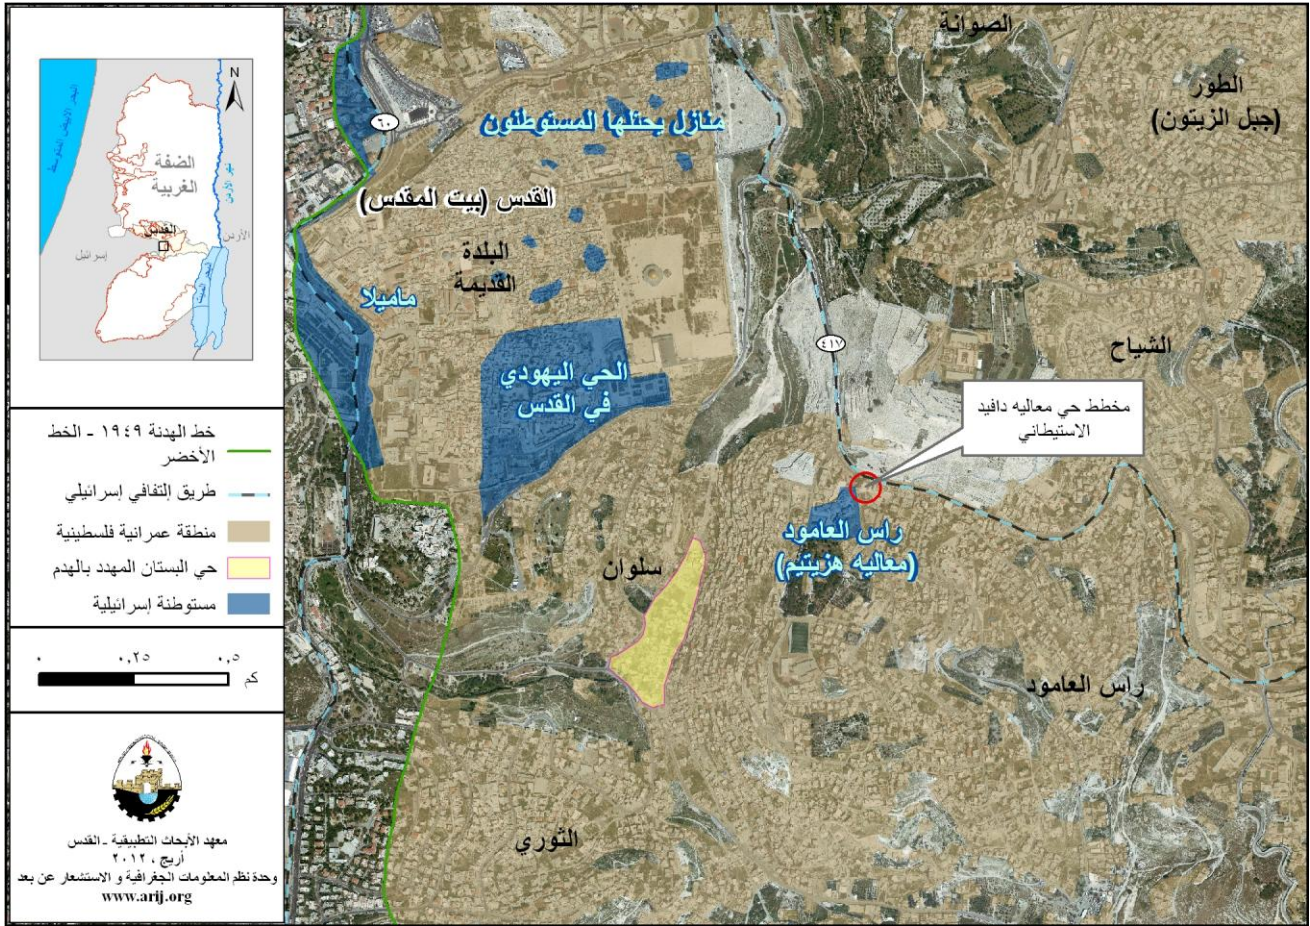 البحر الأبيض المتوسط
N
الضفة
الغربية
نهر الأردن
القدس
الأردن
إسرائيل
البحر الميت
خط الهدنة ١٩٤٩ - الخط
الأخضر
طريق إلتفافي إسرائيلي
منطقة عمرانية فلسطينية
حي البستان المهدد بالهدم
مستوطنة إسرائيلية
٠ ٠,٢٥ ٠,٥
كم
معهد الأبحاث التطبيقية - القدس
أريج ، ٢٠١٢
وحدة نظم المعلومات الجغرافية و الاستشعار عن بعد
www.arij.org
الصوانة
الطور
(جبل الزيتون)
٦٠
منازل يحتلها المستوطنون
القدس (بيت المقدس)
البلدة
القديمة
ماميلا
٤١٧
الشياح
الحي اليهودي
في القدس
مخطط حي معاليه دافيد
الاستيطاني
راس العامود
(معاليه هزيتيم)
سلوان
راس العامود
الثوري